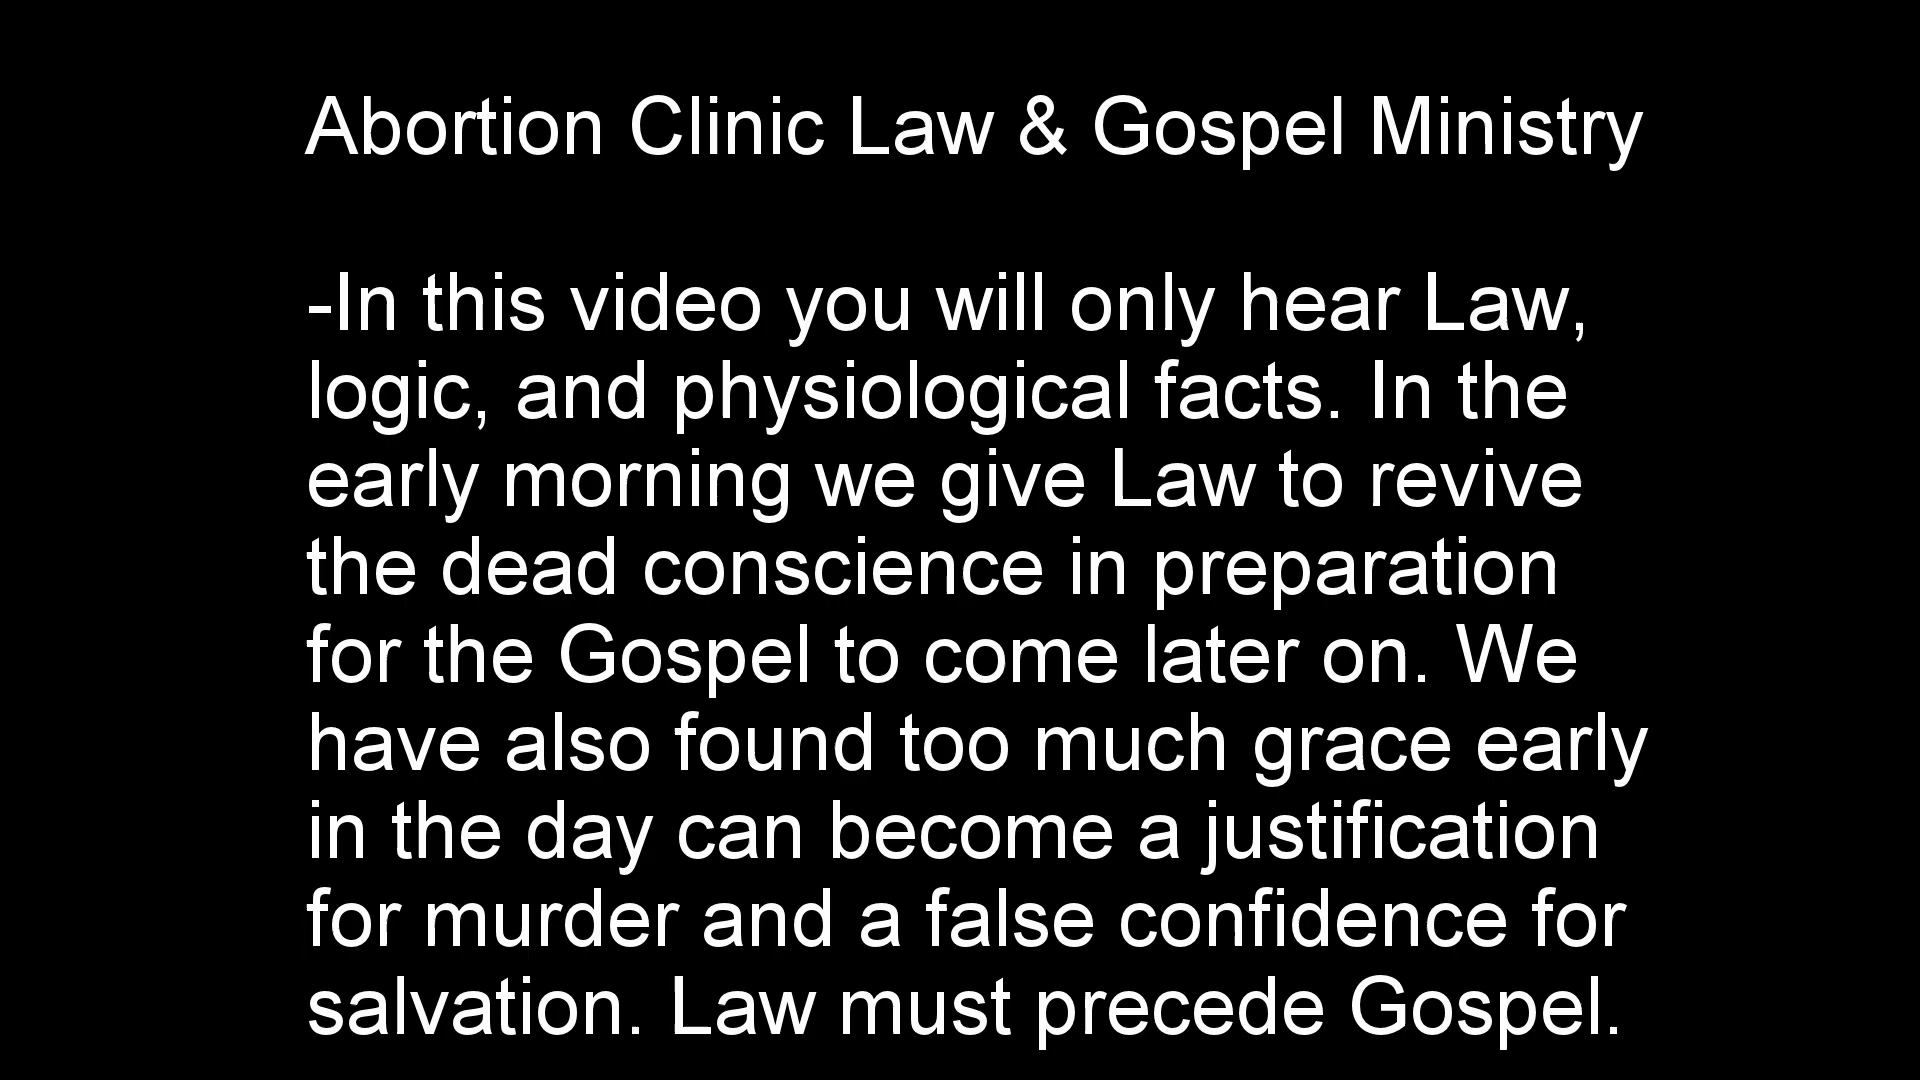 Abortion Clinic Law & Gospel Ministry
-In this video you will only hear Law,
logic, and physiological facts. In the
early morning we give Law to revive
the dead conscience in preparation
for the Gospel to come later on. We
have also found too much grace early
in the day can become a justification
for murder and a false confidence for
salvation. Law must precede Gospel.